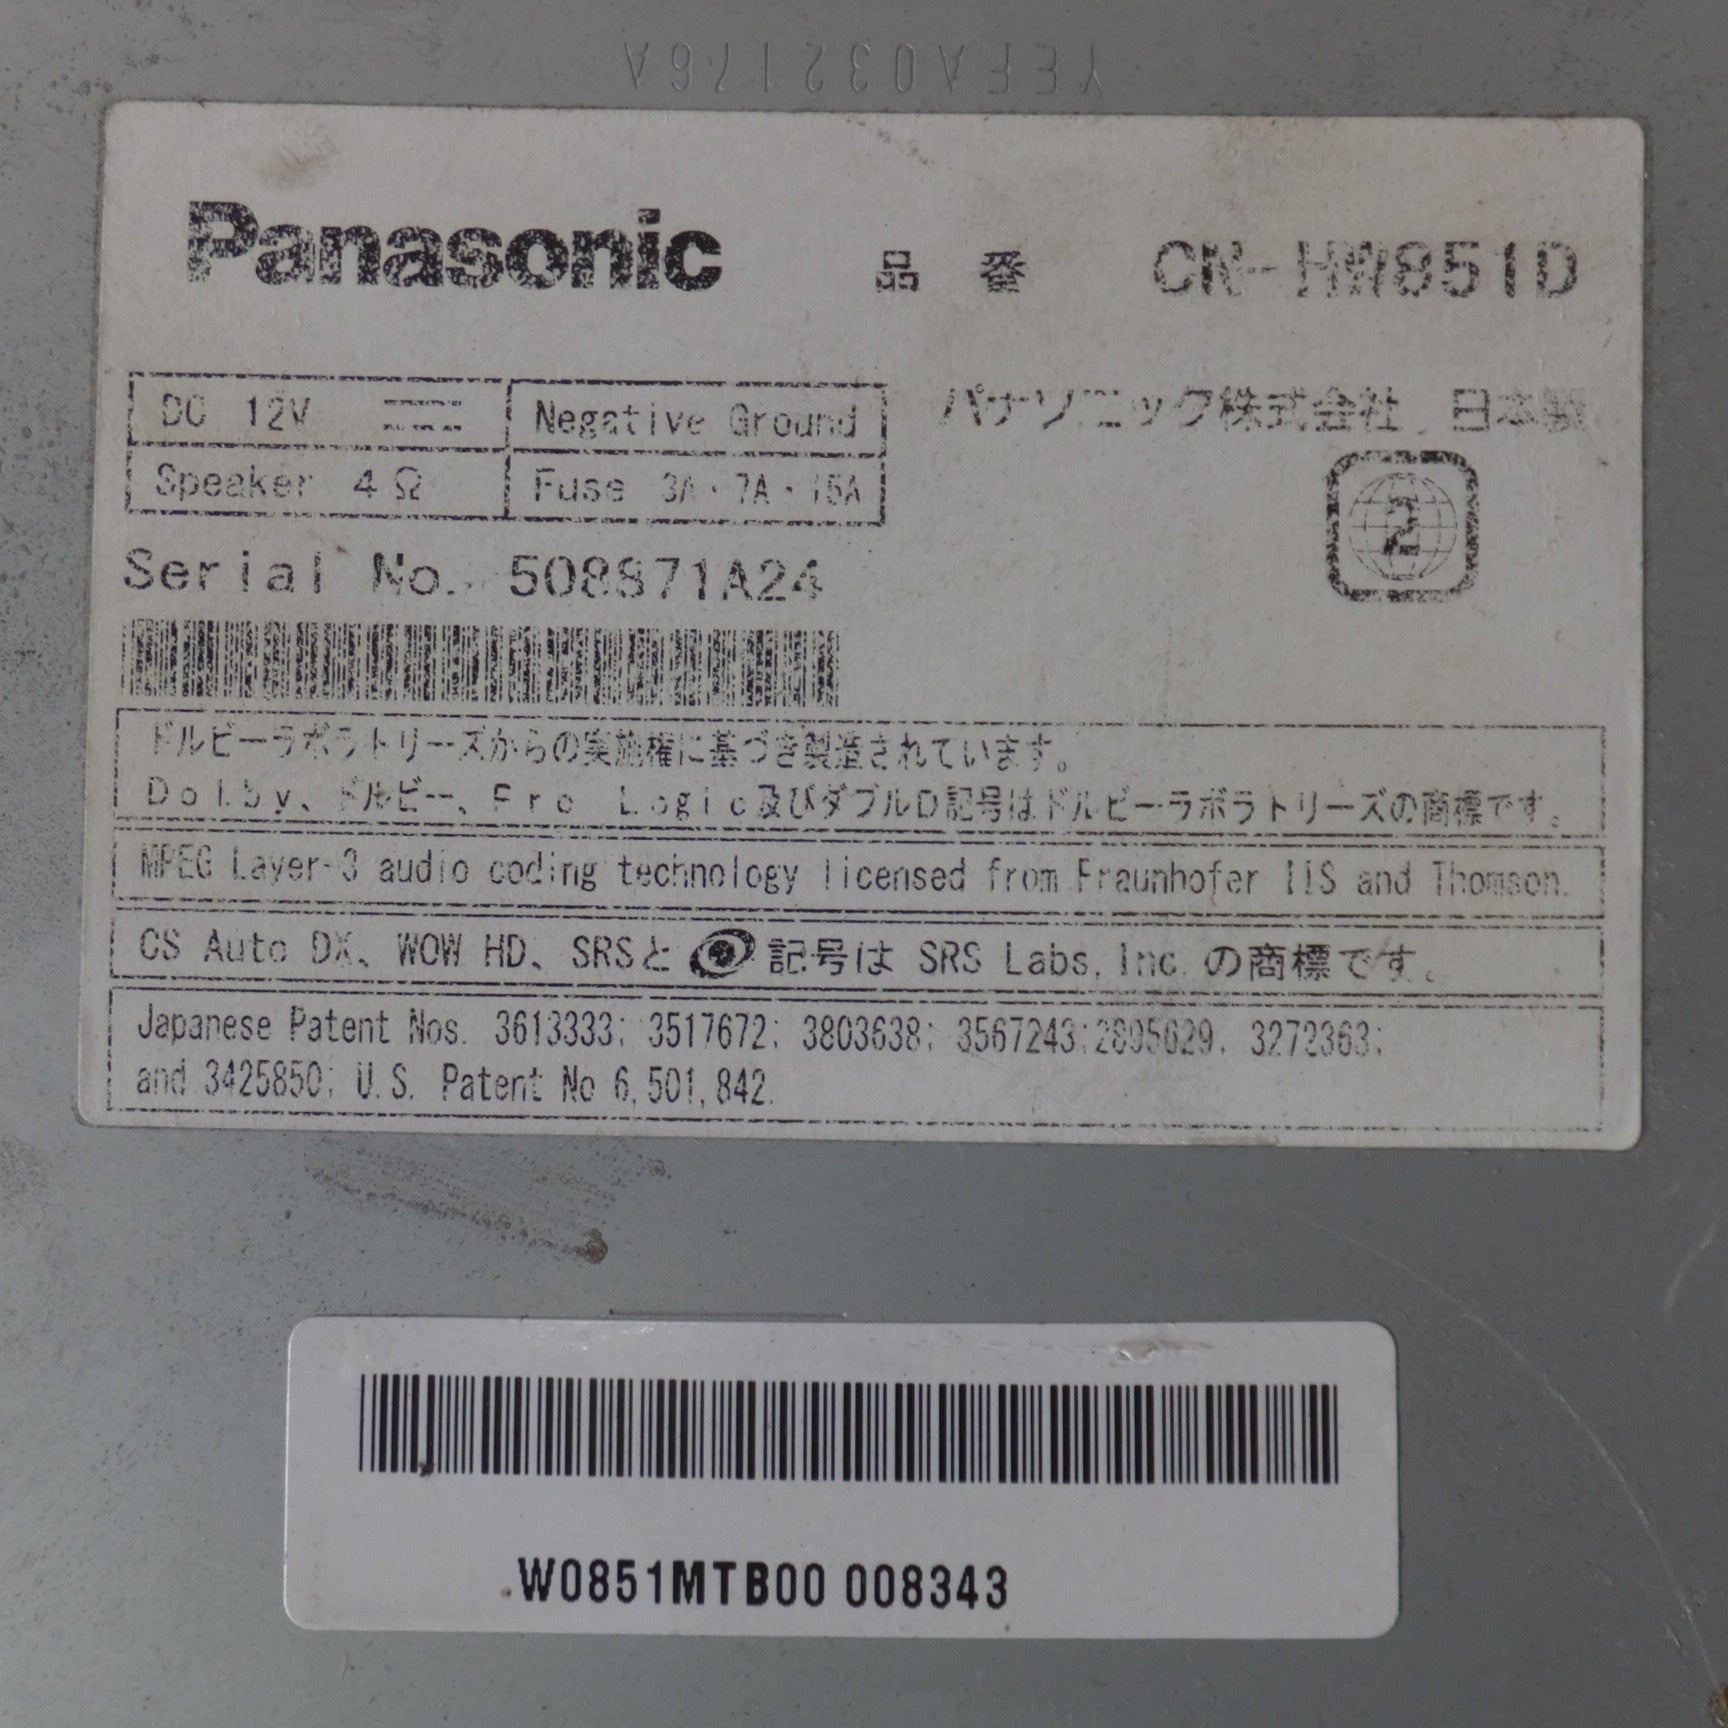 YEFA032176A
Panasonic 品番 CN-HW851D
DC 12V Negative Ground
パナソニック株式会社 日本製
Speaker 4Ω Fuse 3A・7A・15A
2
Serial No. 508871A24
ドルビーラボラトリーズからの実施権に基づき製造されています。
Dolby、ドルビー、Pro Logic及びダブルD記号はドルビーラボラトリーズの商標です。
MPEG Layer-3 audio coding technology licensed from Fraunhofer IIS and Thomson.
CS Auto DX、WOW HD、SRSと 記号は SRS Labs, Inc. の商標です。
Japanese Patent Nos. 3613333; 3517672; 3803638; 3567243;2895629, 3272363;
and 3425850; U.S. Patent No 6,501,842.
W0851MTB00 008343